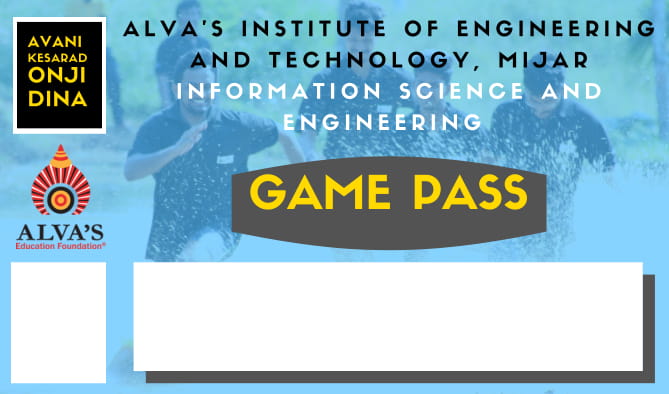 AVANI
KESARAD
ONJI
DINA
ALVA'S INSTITUTE OF ENGINEERING
AND TECHNOLOGY, MIJAR
INFORMATION SCIENCE AND
ENGINEERING
GAME PASS
ALVA'S
Education Foundation®